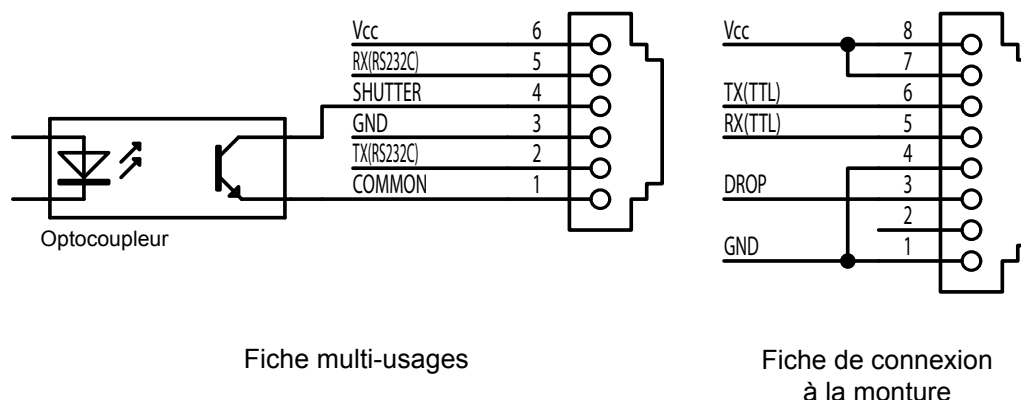 Vcc 6
RX(RS232C) 5
SHUTTER 4
GND 3
TX(RS232C) 2
COMMON 1
Optocoupleur
Fiche multi-usages
Vcc 8
7
TX(TTL) 6
RX(TTL) 5
4
DROP 3
2
GND 1
Fiche de connexion
à la monture